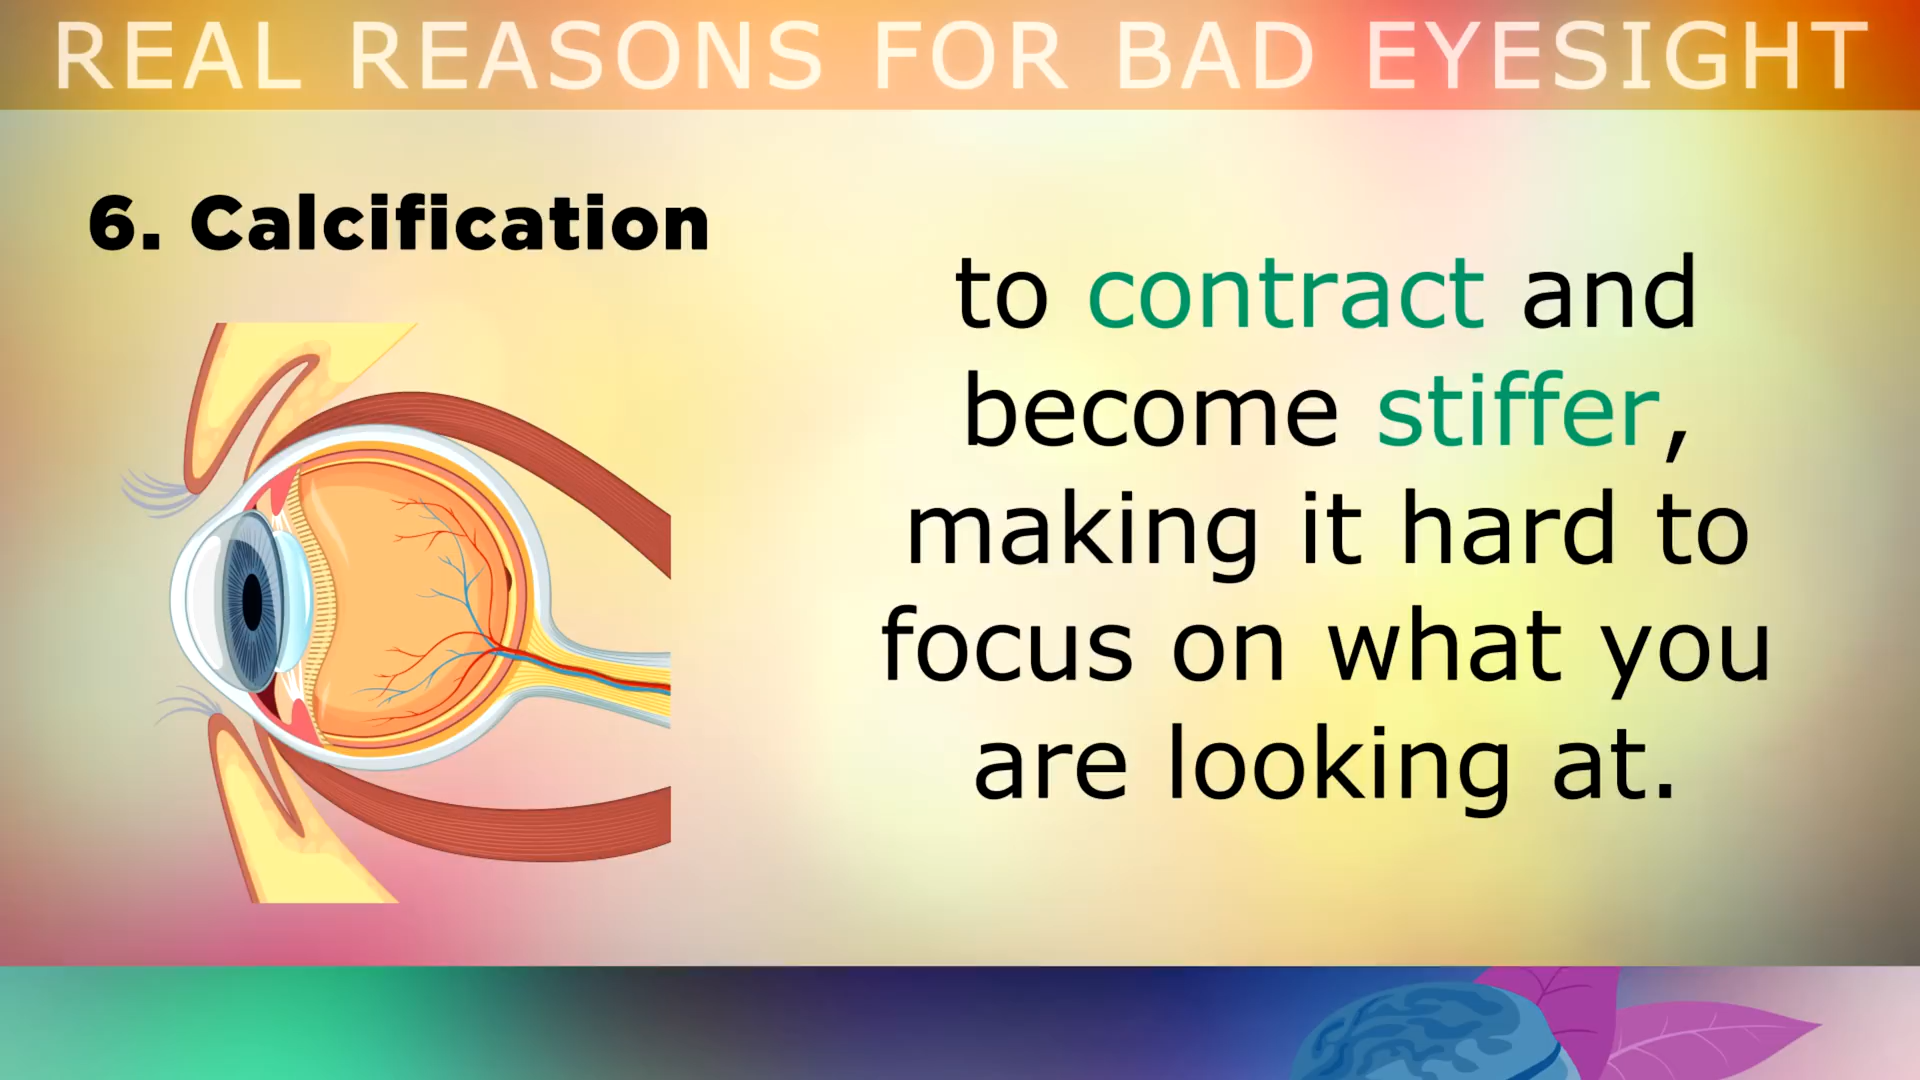 REAL REASONS FOR BAD EYESIGHT
6. Calcification
to contract and
become stiffer,
making it hard to
focus on what you
are looking at.